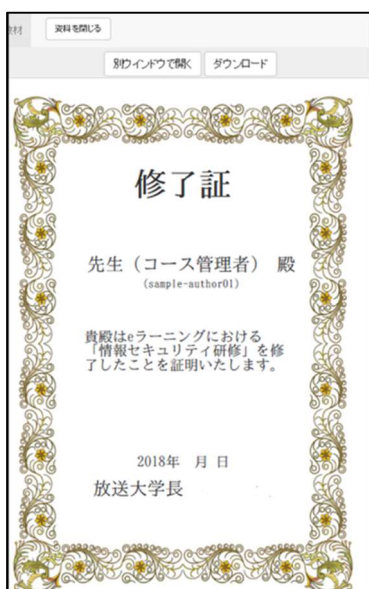 教材
資料を閉じる
別ウィンドウで開く ダウンロード
修了証
先生（コース管理者） 殿
(sample-author01)
貴殿はeラーニングにおける
「情報セキュリティ研修」を修
了したことを証明いたします。
2018年 月 日
放送大学長